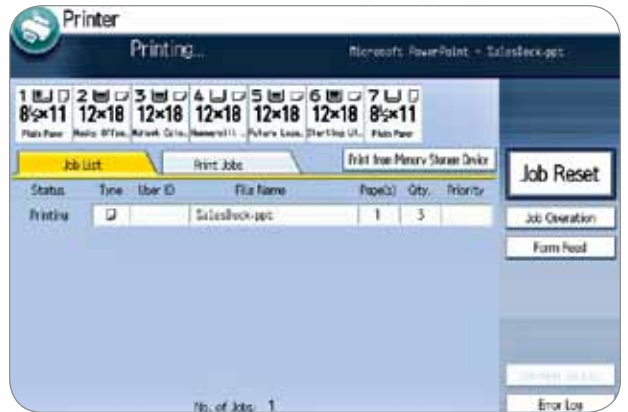 Printer
Printing... Microsoft PowerPoint - SalesDeck.ppt
1 2 3 4 5 6 7
8½×11 12×18 12×18 12×18 12×18 12×18 8½×11
Plain Paper Plain Paper
Job List Print Jobs Print from Memory Storage Device
Job Reset
Status Type User ID File Name Page(s) Qty. Priority
Printing SalesDeck.ppt 1 3
Job Operation
Form Feed
No. of Jobs: 1
Error Log